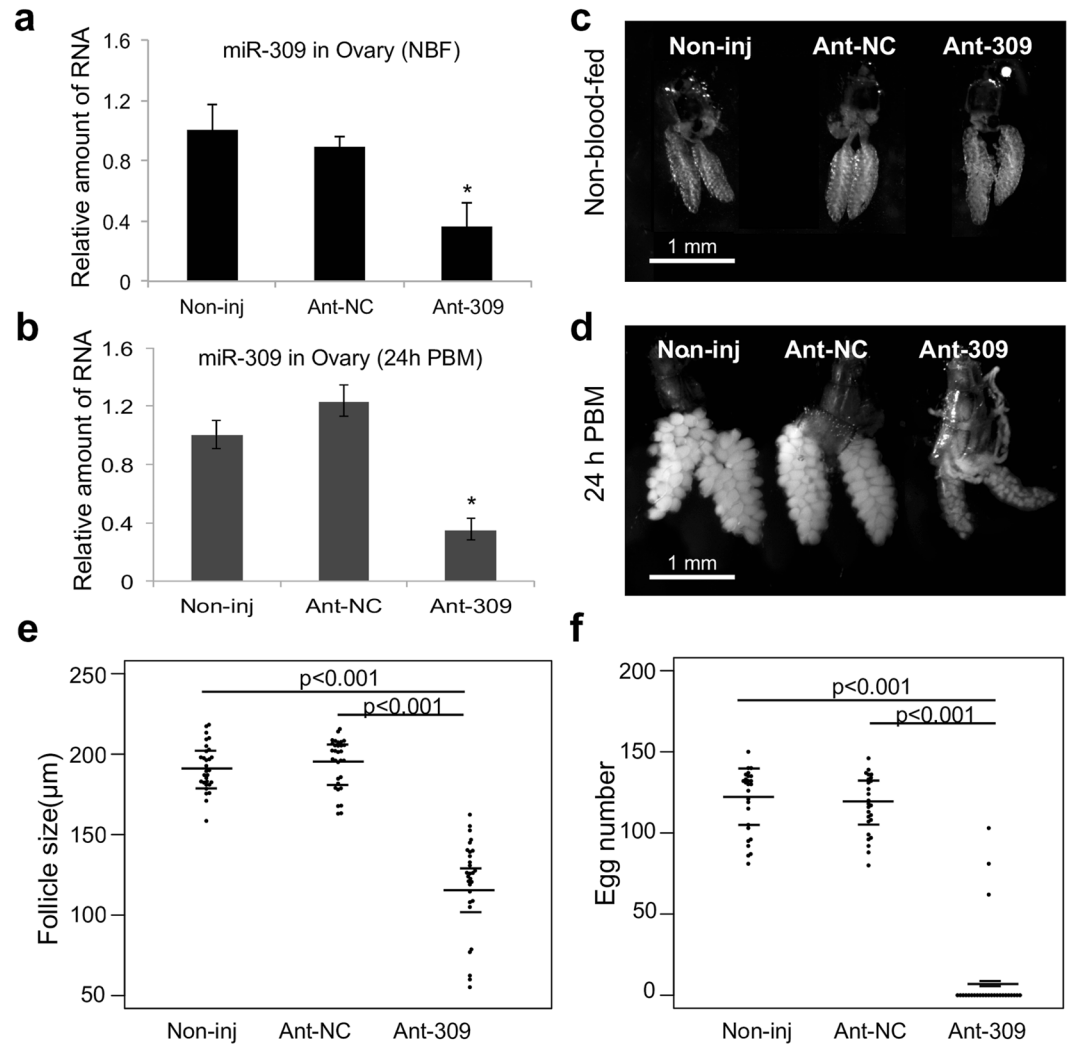 a
miR-309 in Ovary (NBF)
Relative amount of RNA
1.6
1.2
0.8
0.4
0
*
Non-inj Ant-NC Ant-309
b
miR-309 in Ovary (24h PBM)
Relative amount of RNA
1.6
1.2
0.8
0.4
0
*
Non-inj Ant-NC Ant-309
c
Non-blood-fed
Non-inj Ant-NC Ant-309
1 mm
d
24 h PBM
Non-inj Ant-NC Ant-309
1 mm
e
Follicle size(μm)
250
200
150
100
50
p<0.001
p<0.001
Non-inj Ant-NC Ant-309
f
Egg number
200
150
100
50
0
p<0.001
p<0.001
Non-inj Ant-NC Ant-309